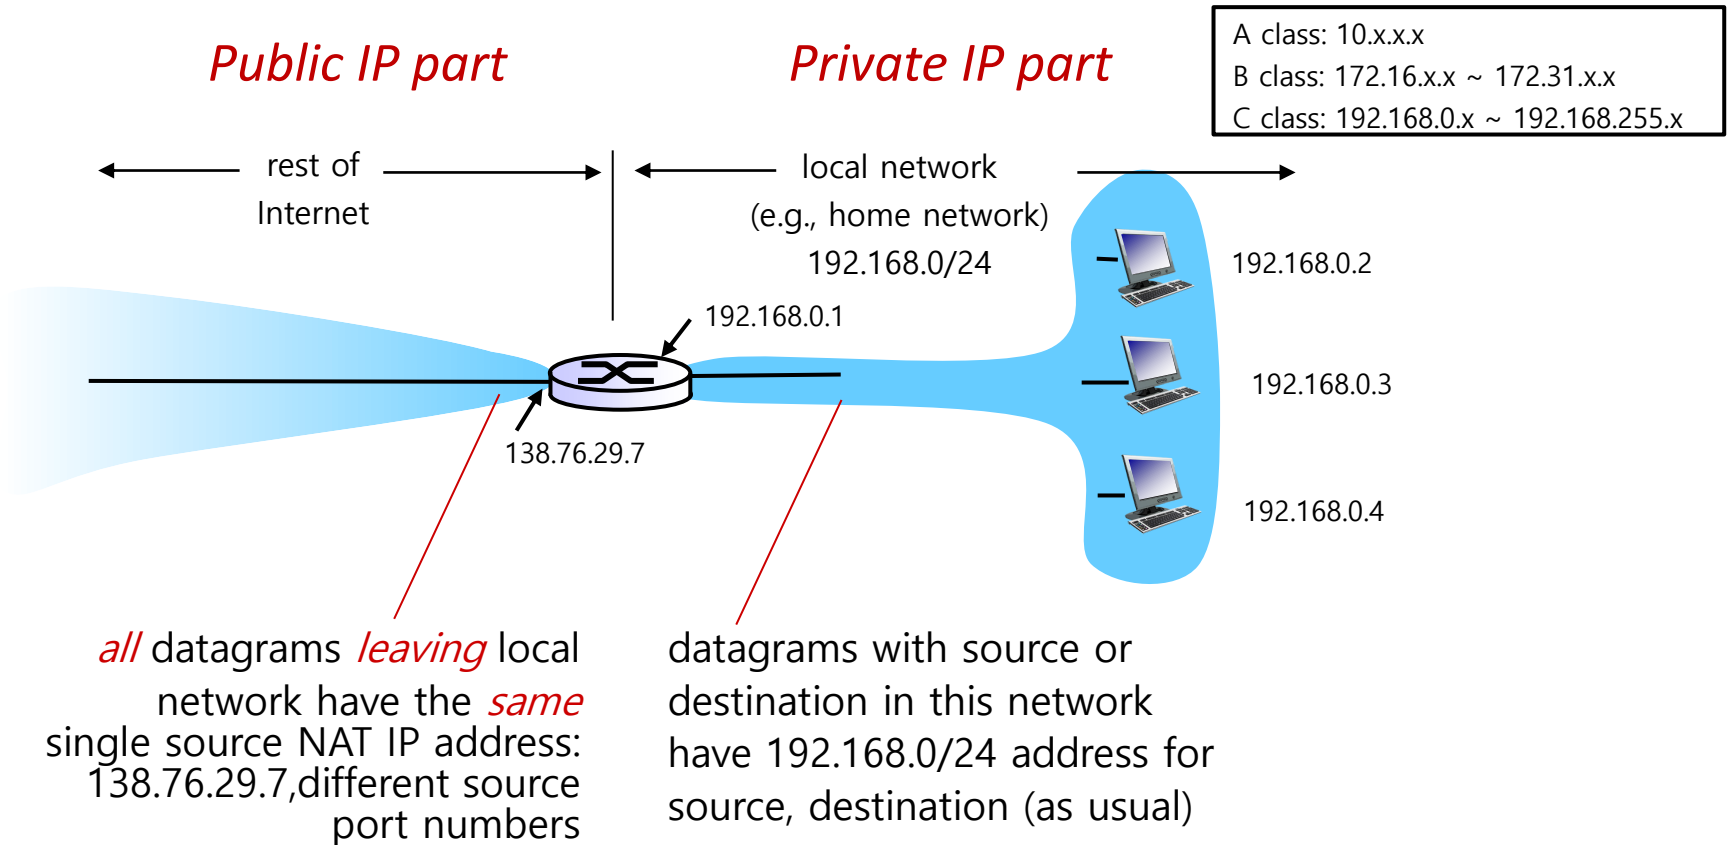 Public IP part
Private IP part
A class: 10.x.x.x
B class: 172.16.x.x ~ 172.31.x.x
C class: 192.168.0.x ~ 192.168.255.x
rest of
Internet
local network
(e.g., home network)
192.168.0/24
192.168.0.1
138.76.29.7
192.168.0.2
192.168.0.3
192.168.0.4
all datagrams leaving local
network have the same
single source NAT IP address:
138.76.29.7,different source
port numbers
datagrams with source or
destination in this network
have 192.168.0/24 address for
source, destination (as usual)